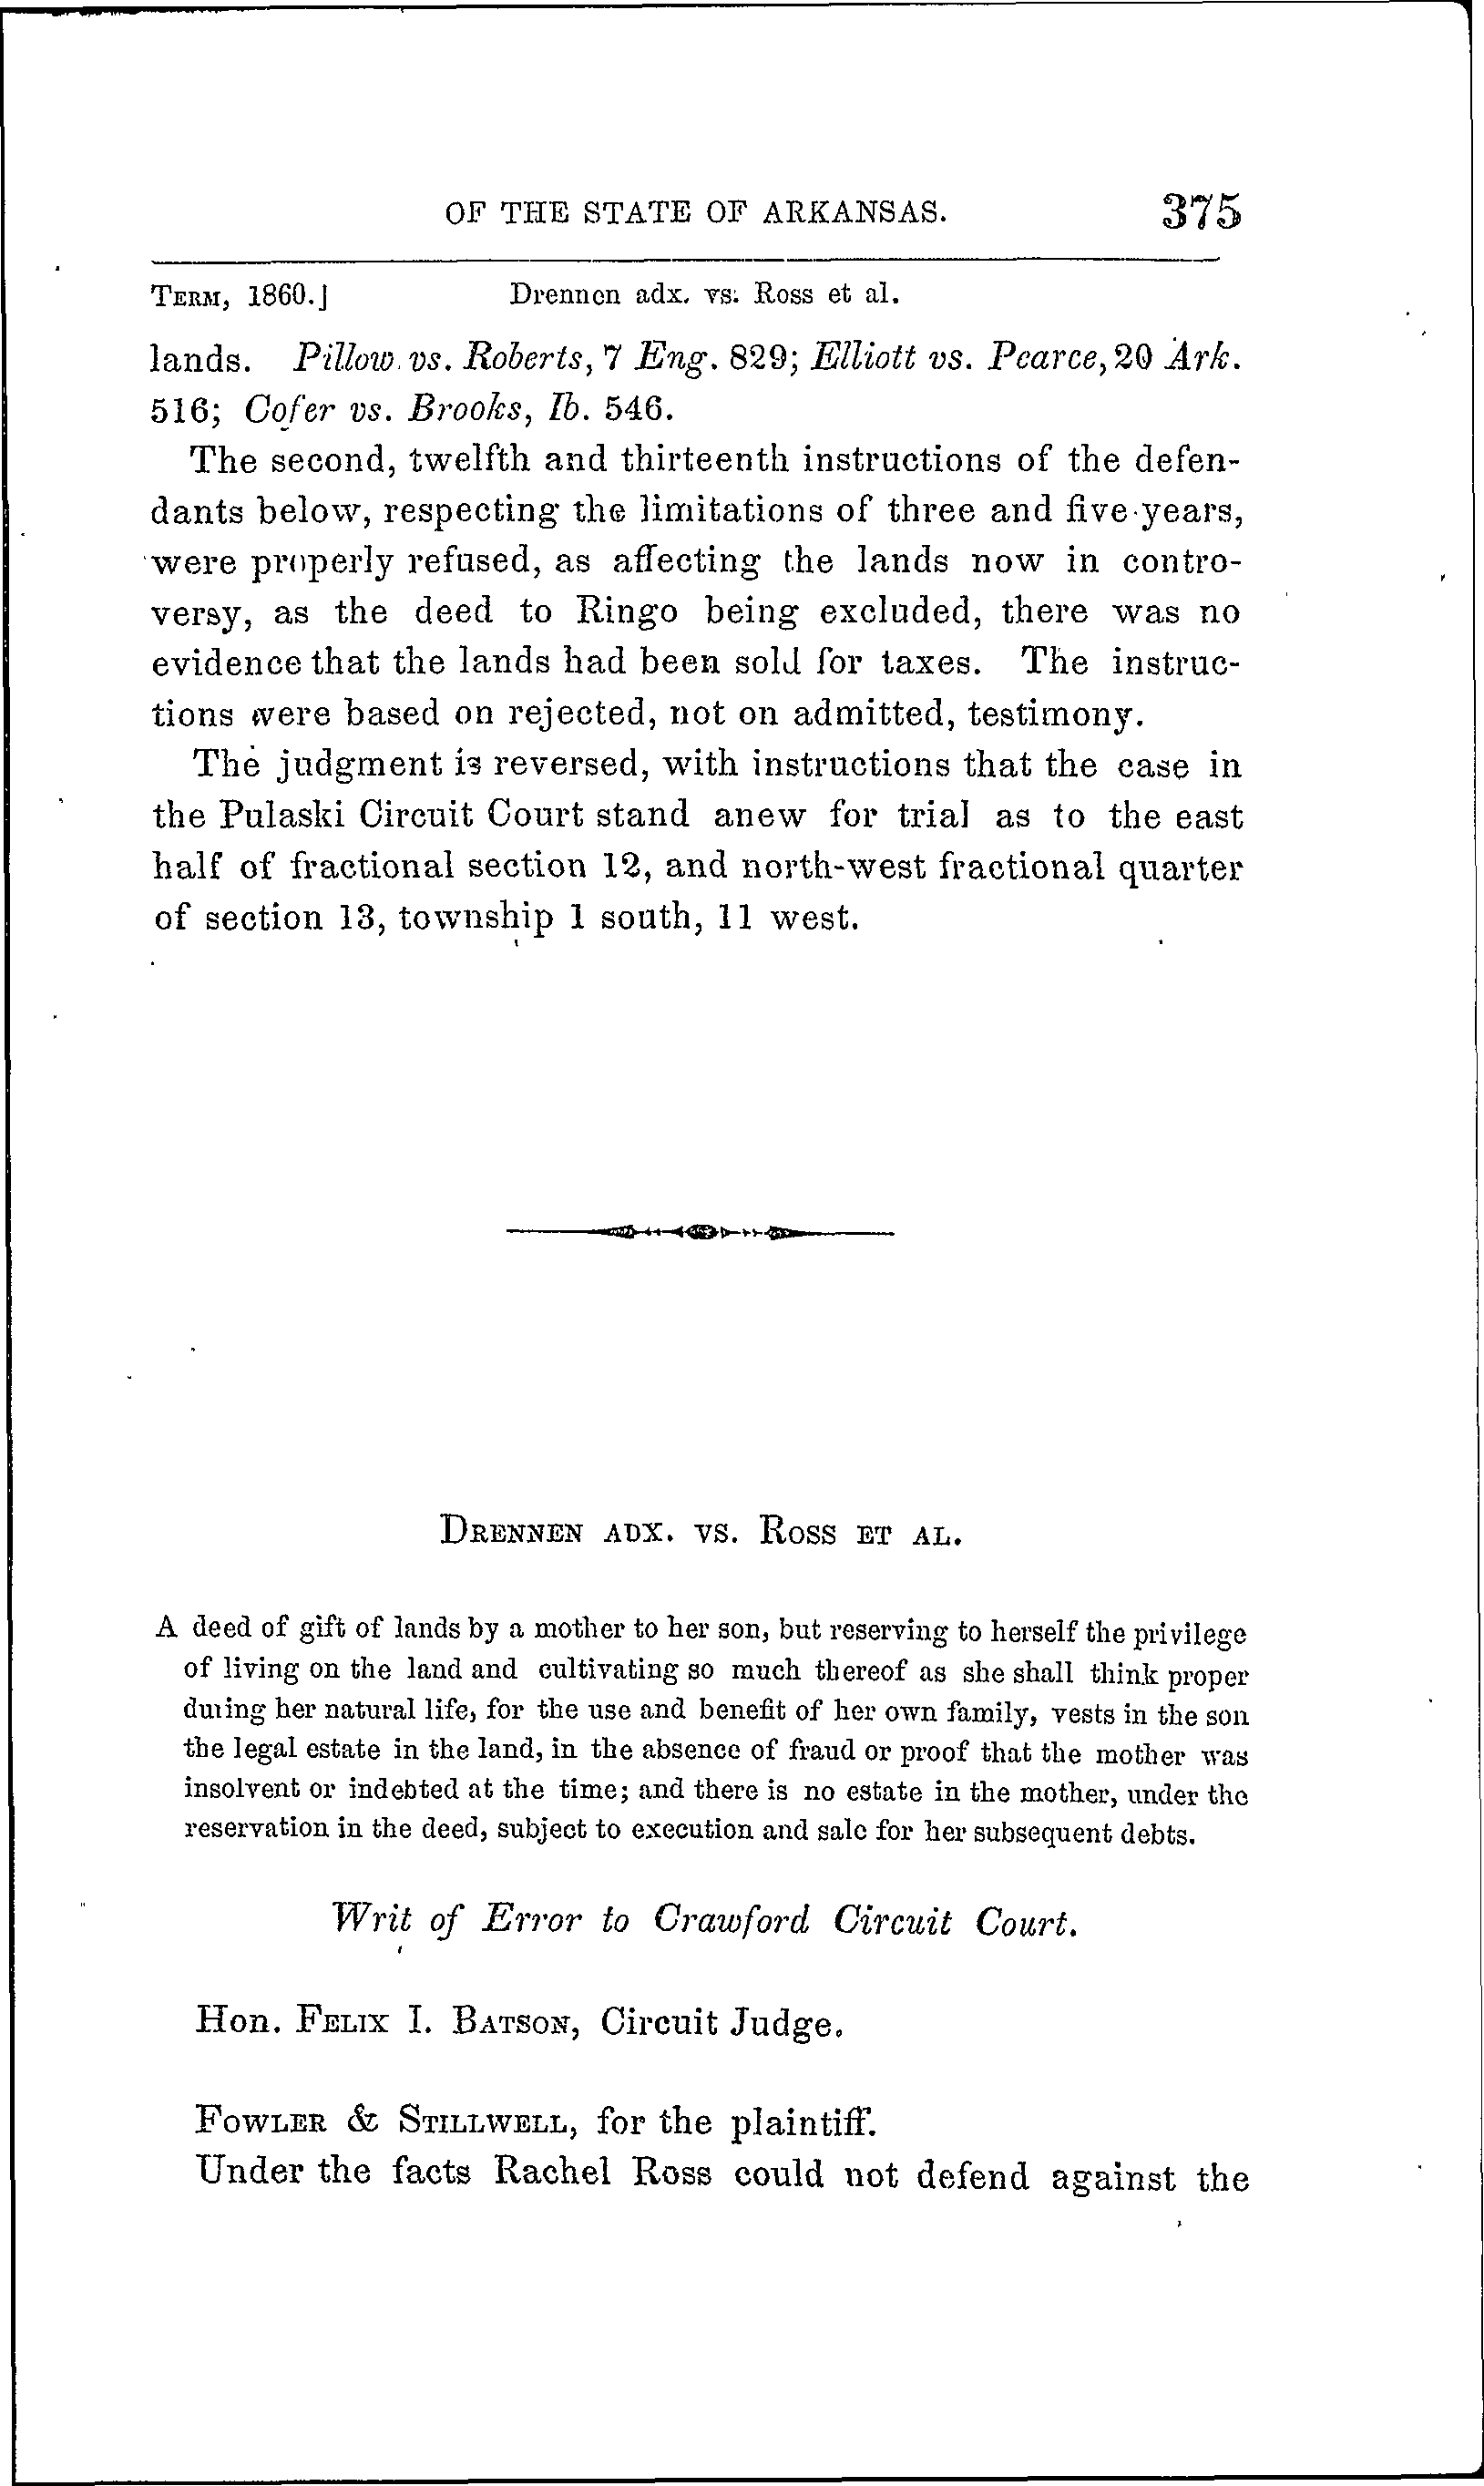 OF THE STATE OF ARKANSAS. 375
TERM, 1860.] Drennen adx. vs. Ross et al.
lands. Pillow vs. Roberts, 7 Eng. 829; Elliott vs. Pearce, 20 Ark.
516; Cofer vs. Brooks, Ib. 546.
The second, twelfth and thirteenth instructions of the defen-
dants below, respecting the limitations of three and five years,
were properly refused, as affecting the lands now in contro-
versy, as the deed to Ringo being excluded, there was no
evidence that the lands had been sold for taxes. The instruc-
tions were based on rejected, not on admitted, testimony.
The judgment is reversed, with instructions that the case in
the Pulaski Circuit Court stand anew for trial as to the east
half of fractional section 12, and north-west fractional quarter
of section 13, township 1 south, 11 west.
DRENNEN ADX. VS. ROSS ET AL.
A deed of gift of lands by a mother to her son, but reserving to herself the privilege
of living on the land and cultivating so much thereof as she shall think proper
during her natural life, for the use and benefit of her own family, vests in the son
the legal estate in the land, in the absence of fraud or proof that the mother was
insolvent or indebted at the time; and there is no estate in the mother, under the
reservation in the deed, subject to execution and sale for her subsequent debts.
Writ of Error to Crawford Circuit Court.
Hon. FELIX I. BATSON, Circuit Judge.
FOWLER & STILLWELL, for the plaintiff.
Under the facts Rachel Ross could not defend against the